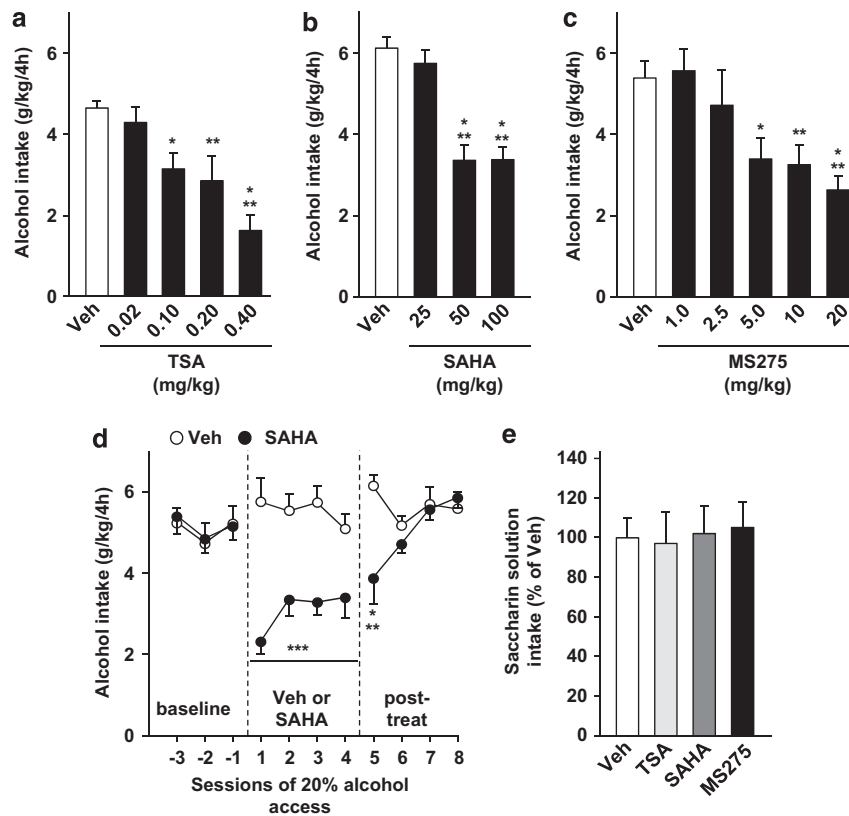 a
Alcohol intake (g/kg/4h)
6
4
2
0
*
**
*
**
Veh
0.02
0.10
0.20
0.40
TSA
(mg/kg)
b
Alcohol intake (g/kg/4h)
6
4
2
0
*
**
*
**
Veh
25
50
100
SAHA
(mg/kg)
c
Alcohol intake (g/kg/4h)
6
4
2
0
*
**
*
**
Veh
1.0
2.5
5.0
10
20
MS275
(mg/kg)
d
Veh SAHA
Alcohol intake (g/kg/4h)
6
4
2
0
***
*
**
baseline
Veh or
SAHA
post-
treat
-3 -2 -1 1 2 3 4 5 6 7 8
Sessions of 20% alcohol
access
e
Saccharin solution
intake (% of Veh)
140
120
100
80
60
40
20
0
Veh
TSA
SAHA
MS275